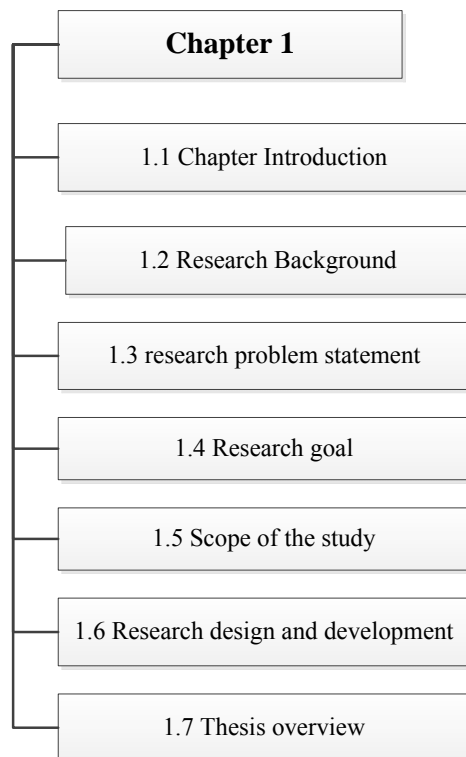 Chapter 1
1.1 Chapter Introduction
1.2 Research Background
1.3 research problem statement
1.4 Research goal
1.5 Scope of the study
1.6 Research design and development
1.7 Thesis overview